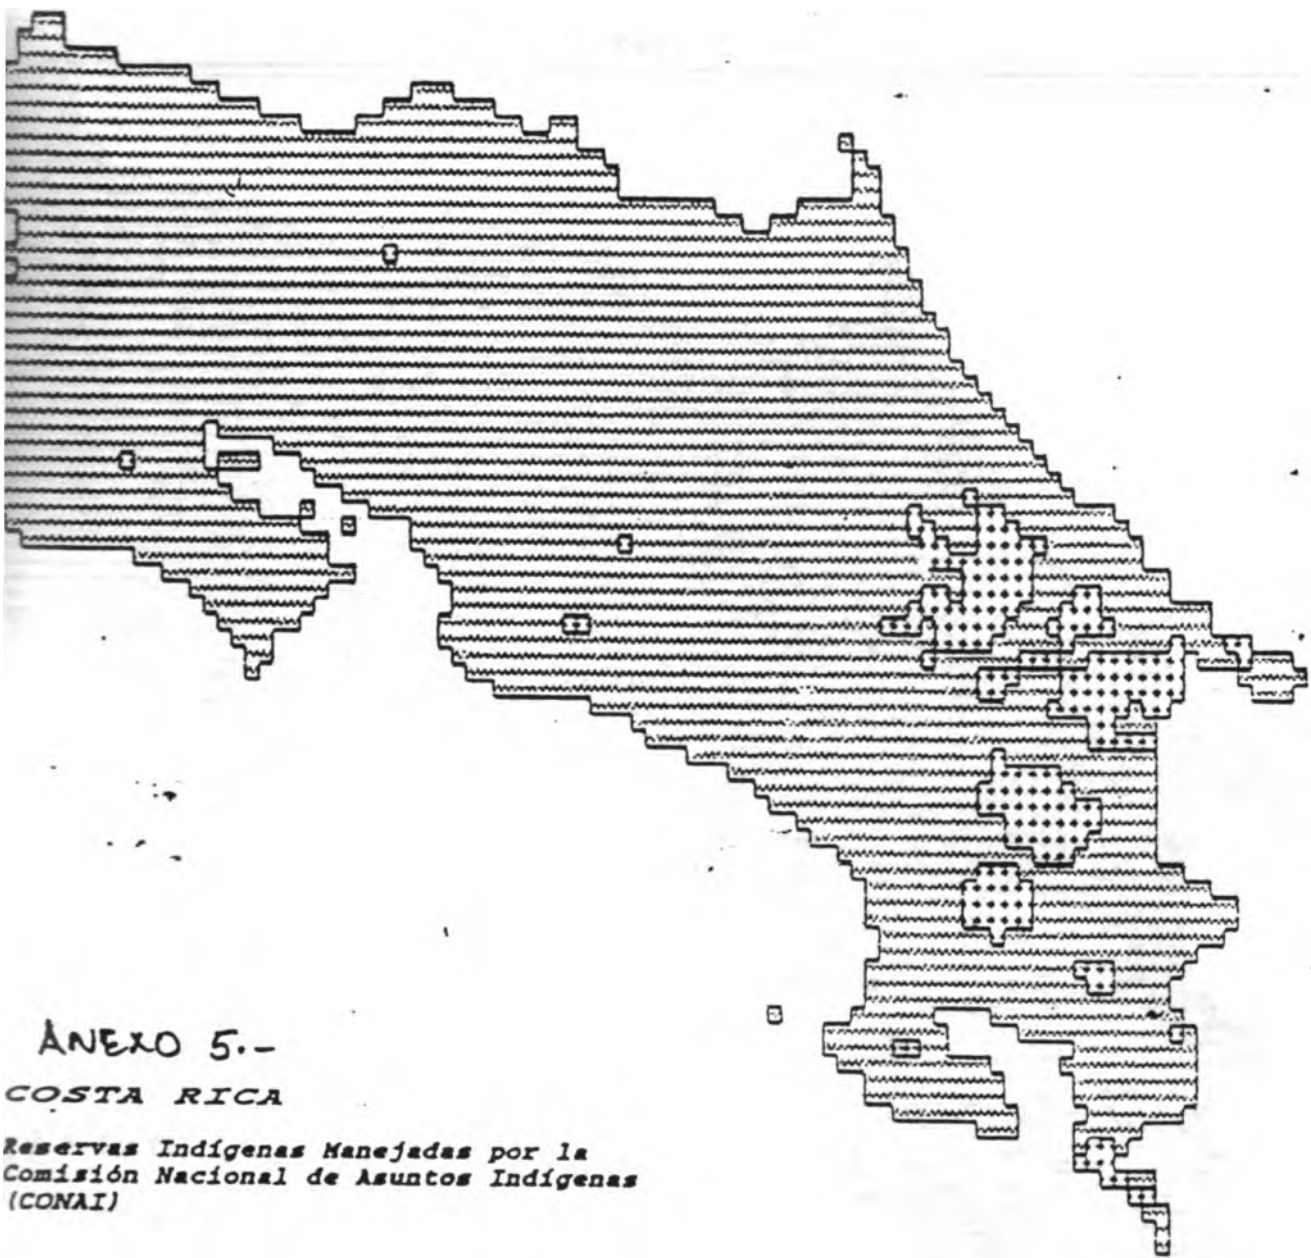 ANEXO 5.-
COSTA RICA
Reservas Indígenas Manejadas por la
Comisión Nacional de Asuntos Indígenas
(CONAI)